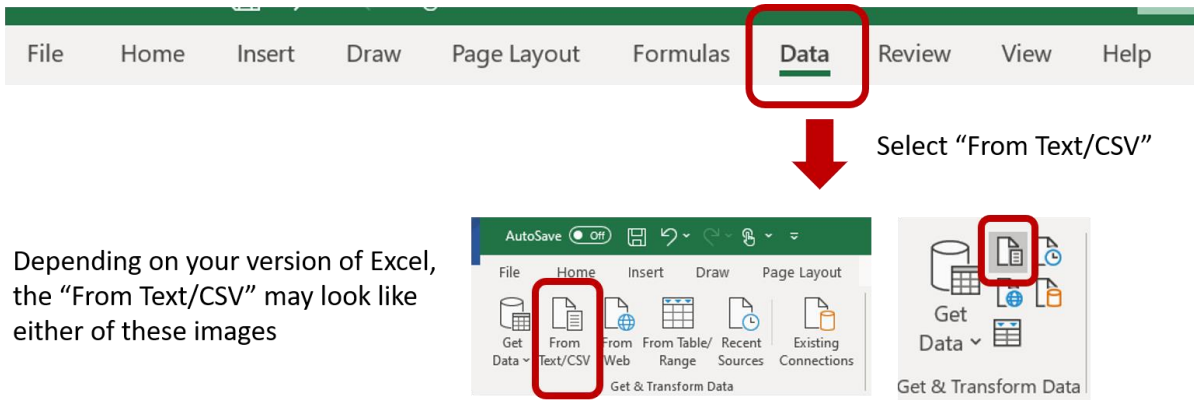 File Home Insert Draw Page Layout Formulas Data Review View Help
Select “From Text/CSV”
Depending on your version of Excel,
the “From Text/CSV” may look like
either of these images
AutoSave Off
File Home Insert Draw Page Layout
Get From From From Table/ Recent Existing
Data Text/CSV Web Range Sources Connections
Get & Transform Data
Get
Data
Get & Transform Data